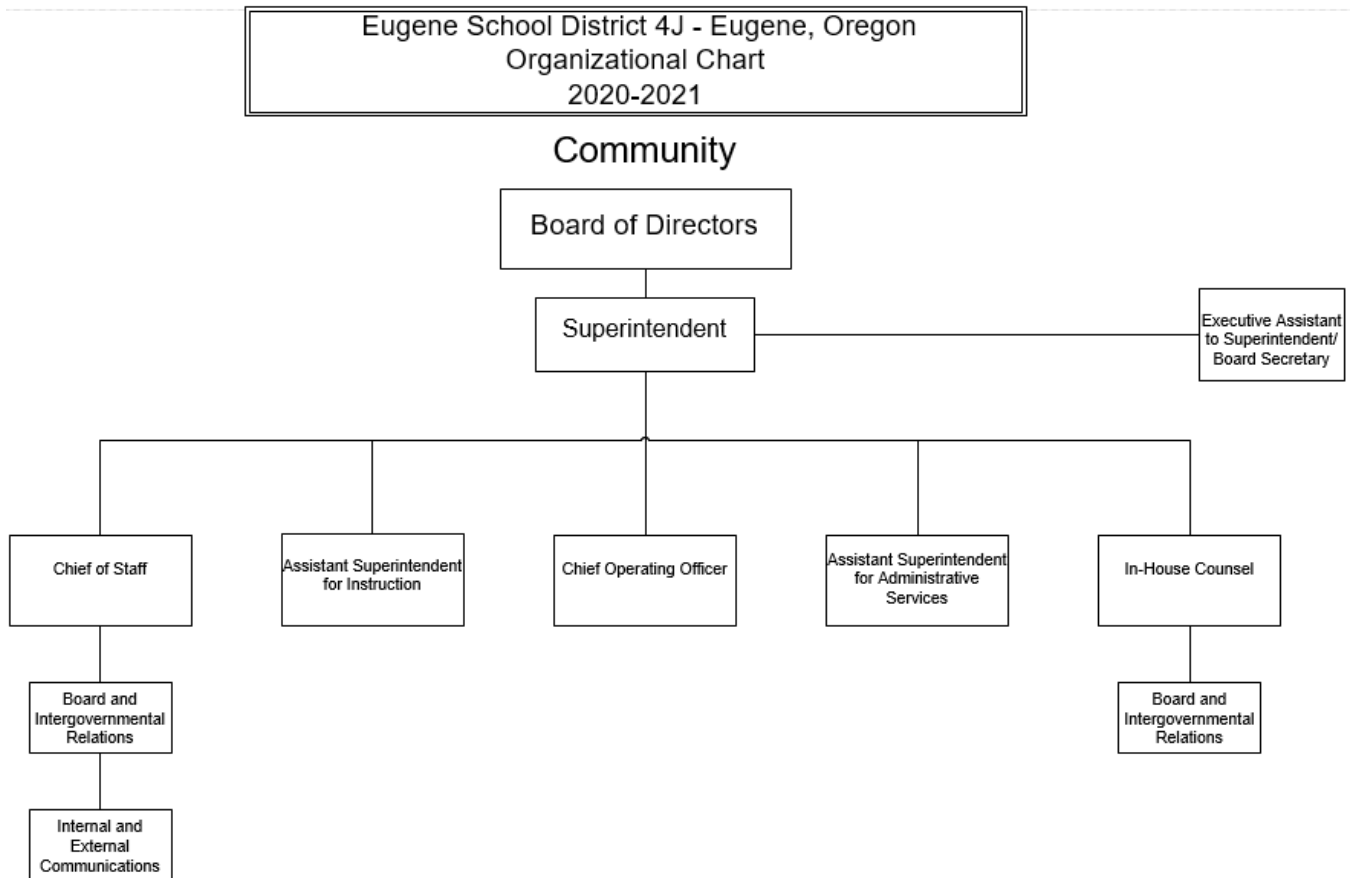 Eugene School District 4J - Eugene, Oregon
Organizational Chart
2020-2021
Community
Board of Directors
Superintendent
Executive Assistant
to Superintendent/
Board Secretary
Chief of Staff
Assistant Superintendent
for Instruction
Chief Operating Officer
Assistant Superintendent
for Administrative
Services
In-House Counsel
Board and
Intergovernmental
Relations
Board and
Intergovernmental
Relations
Internal and
External
Communications